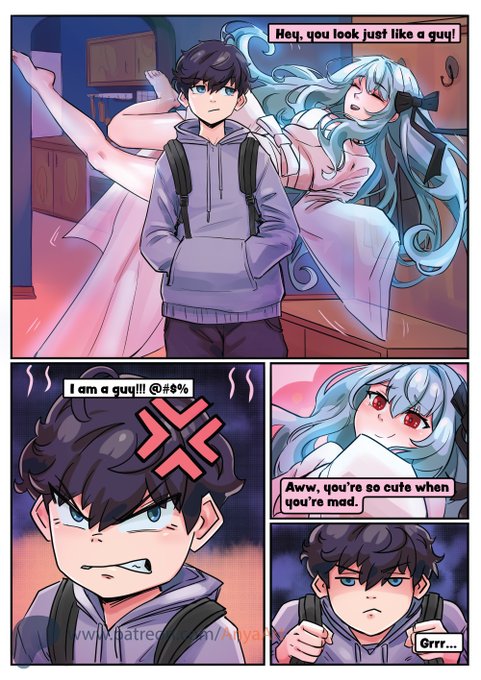 Hey, you look just like a guy!
I am a guy!!! @#$%
Aww, you're so cute when
you're mad.
Grrr...